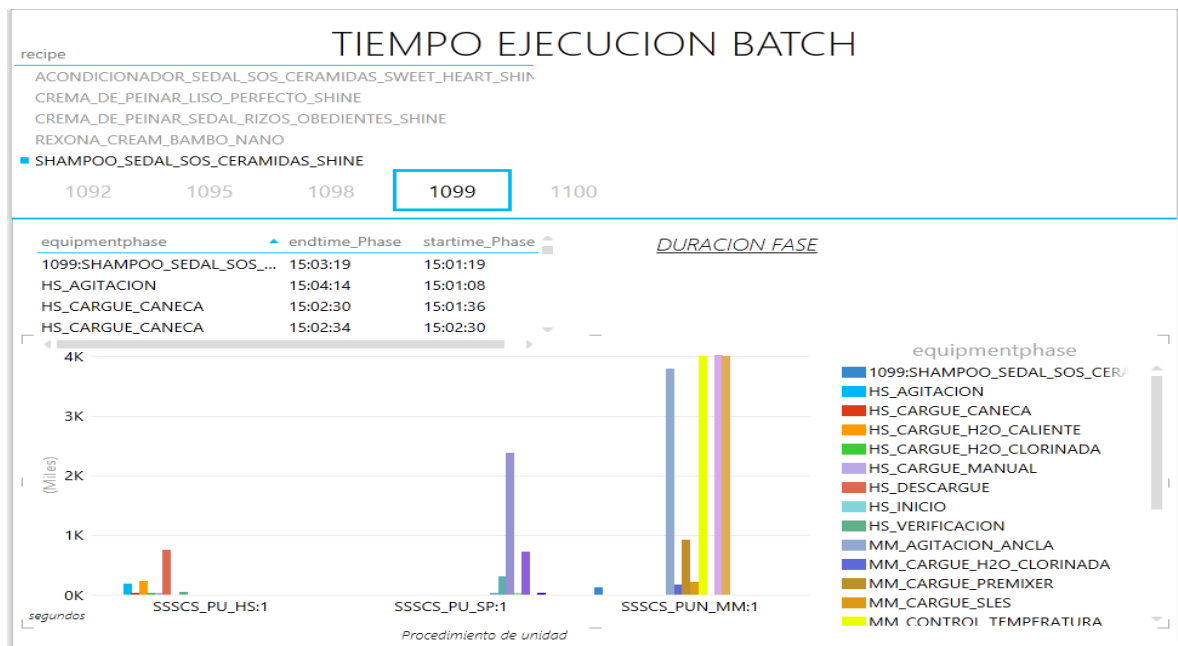 TIEMPO EJECUCION BATCH
recipe
ACONDICIONADOR_SEDAL_SOS_CERAMIDAS_SWEET_HEART_SHIN
CREMA_DE_PEINAR_LISO_PERFECTO_SHINE
CREMA_DE_PEINAR_SEDAL_RIZOS_OBEDIENTES_SHINE
REXONA_CREAM_BAMBO_NANO
SHAMPOO_SEDAL_SOS_CERAMIDAS_SHINE
1092 1095 1098 1099 1100
equipmentphase endtime_Phase startime_Phase
1099:SHAMPOO_SEDAL_SOS_... 15:03:19 15:01:19
HS_AGITACION 15:04:14 15:01:08
HS_CARGUE_CANECA 15:02:30 15:01:36
HS_CARGUE_CANECA 15:02:34 15:02:30
DURACION FASE
4K
3K
2K
1K
0K
(Miles)
segundos
SSSCS_PU_HS:1 SSSCS_PU_SP:1 SSSCS_PUN_MM:1
Procedimiento de unidad
equipmentphase
1099:SHAMPOO_SEDAL_SOS_CERA
HS_AGITACION
HS_CARGUE_CANECA
HS_CARGUE_H2O_CALIENTE
HS_CARGUE_H2O_CLORINADA
HS_CARGUE_MANUAL
HS_DESCARGUE
HS_INICIO
HS_VERIFICACION
MM_AGITACION_ANCLA
MM_CARGUE_H2O_CLORINADA
MM_CARGUE_PREMIXER
MM_CARGUE_SLES
MM_CONTROL_TEMPERATURA